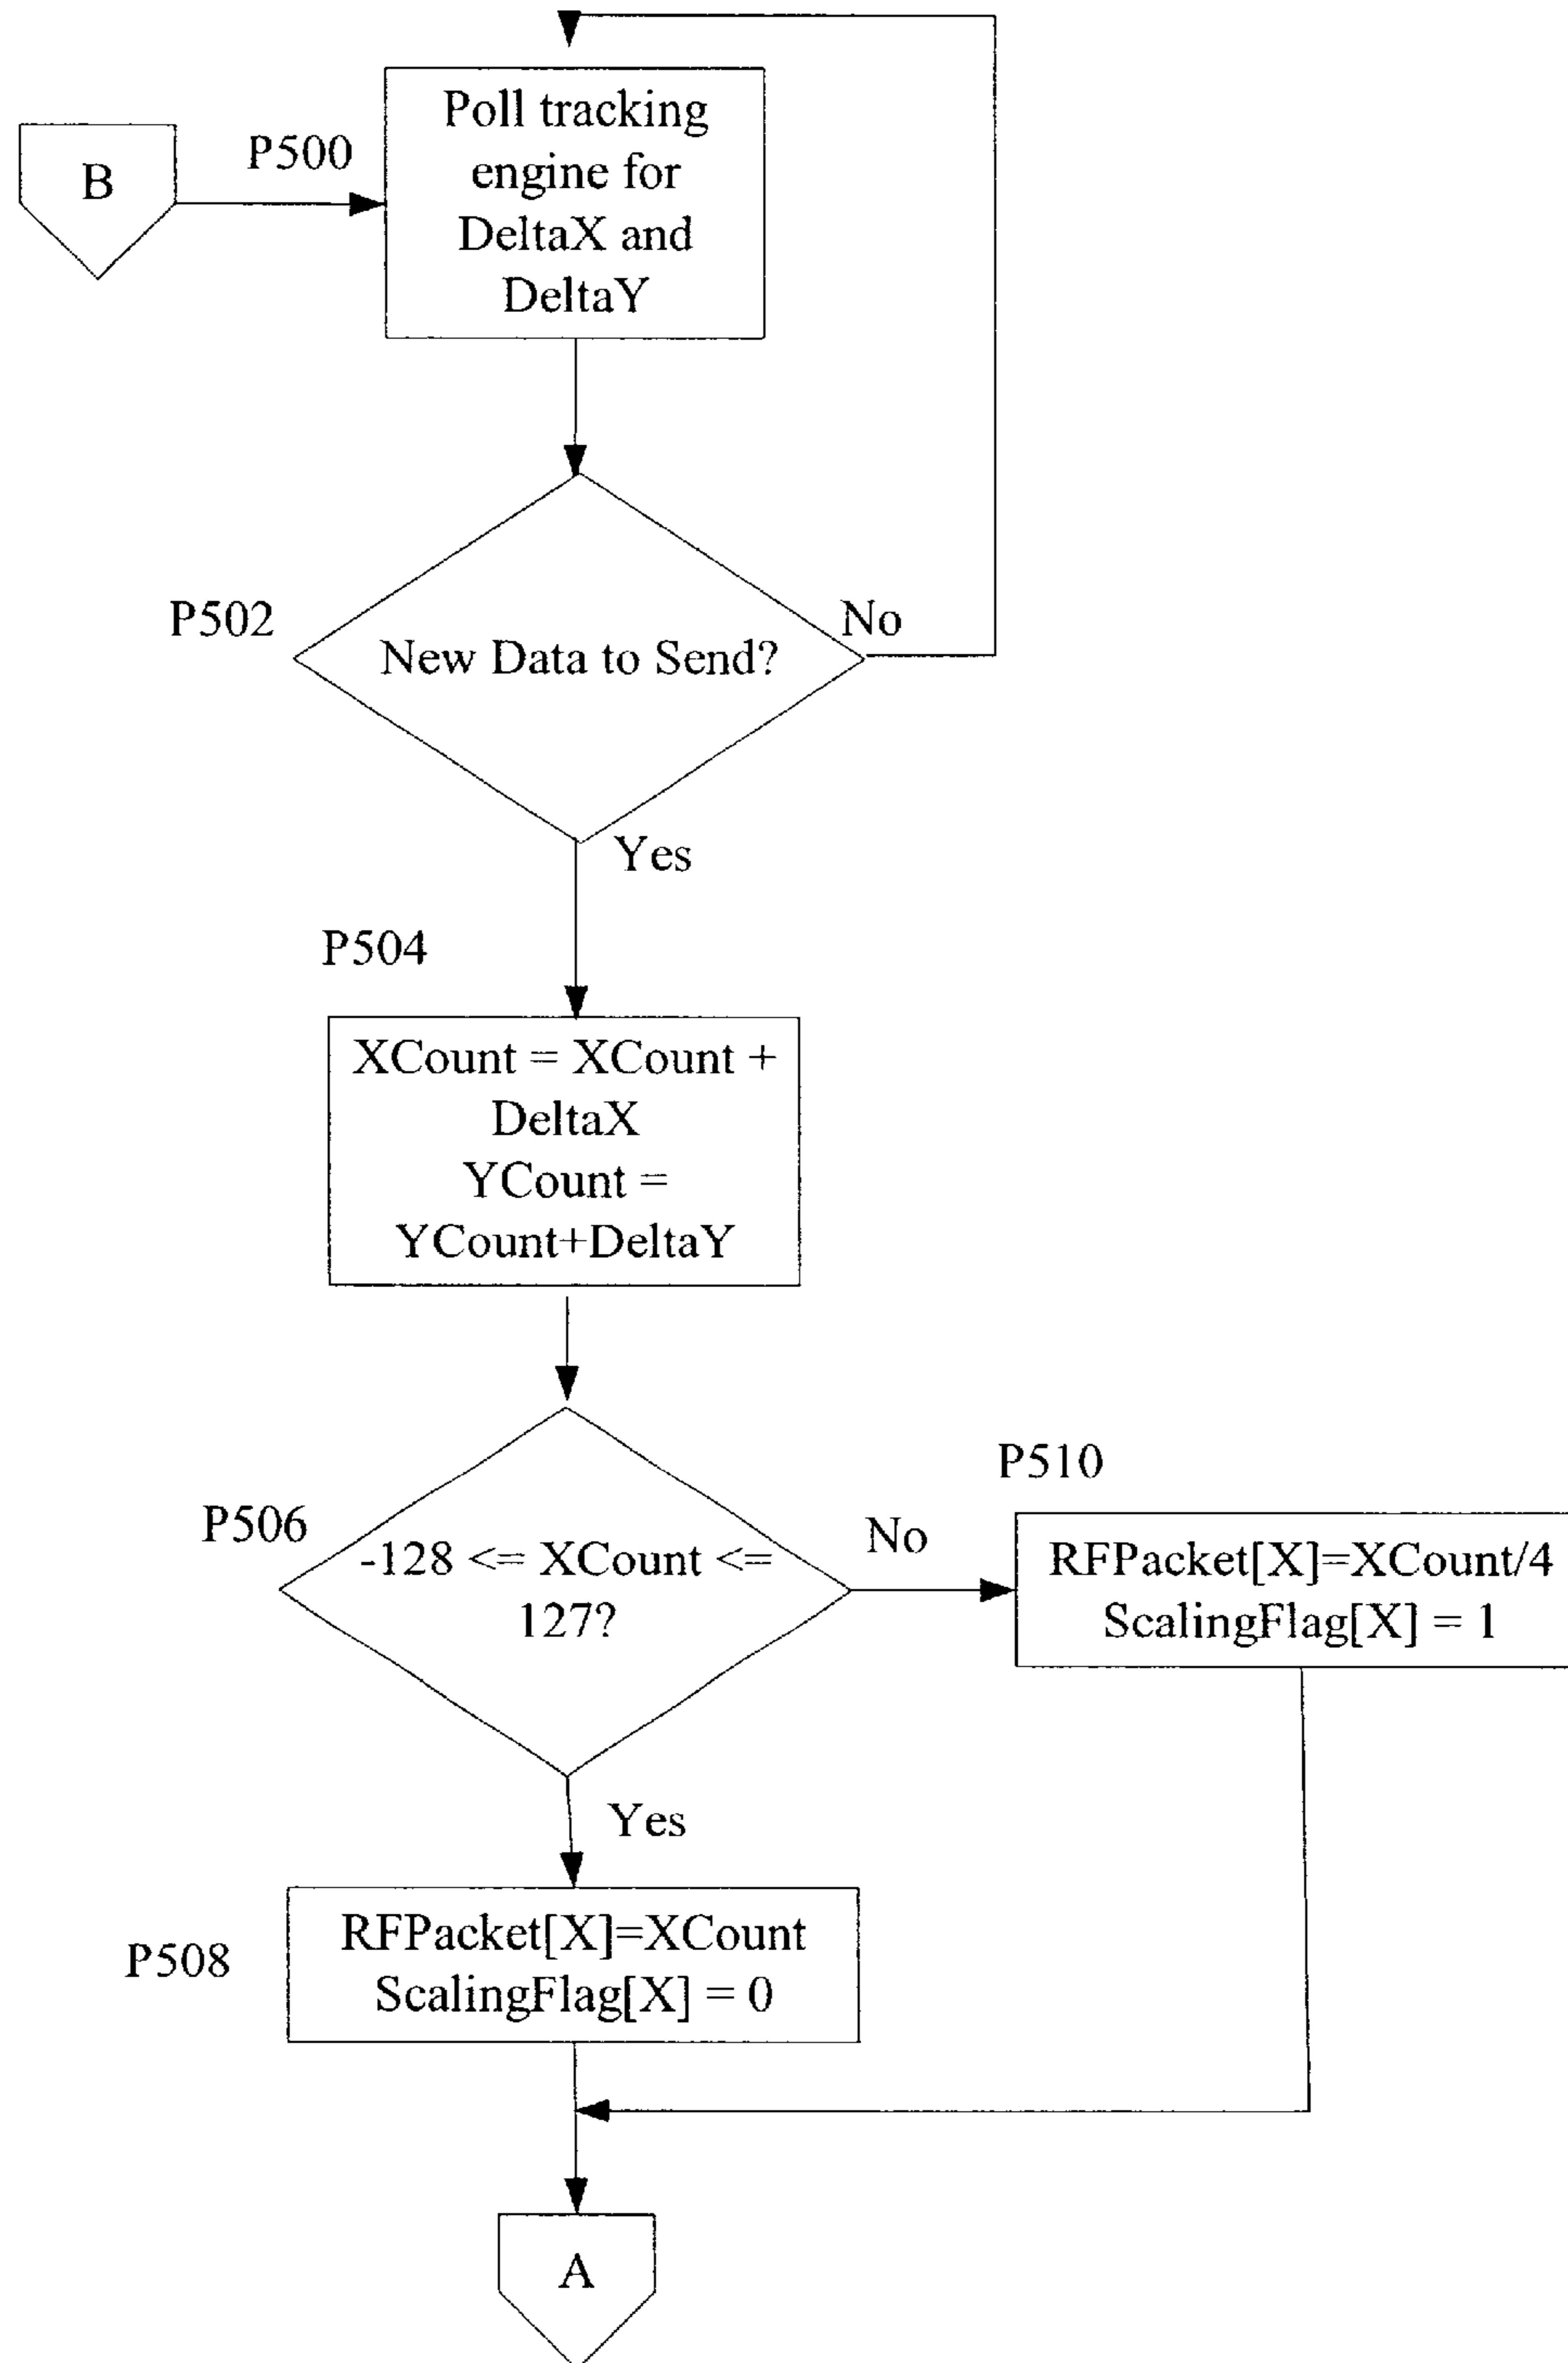 B
P500
Poll tracking
engine for
DeltaX and
DeltaY
P502
New Data to Send?
No
Yes
P504
XCount = XCount +
DeltaX
YCount =
YCount+DeltaY
P506
-128 <= XCount <=
127?
No
P510
RFPacket[X]=XCount/4
ScalingFlag[X] = 1
Yes
P508
RFPacket[X]=XCount
ScalingFlag[X] = 0
A